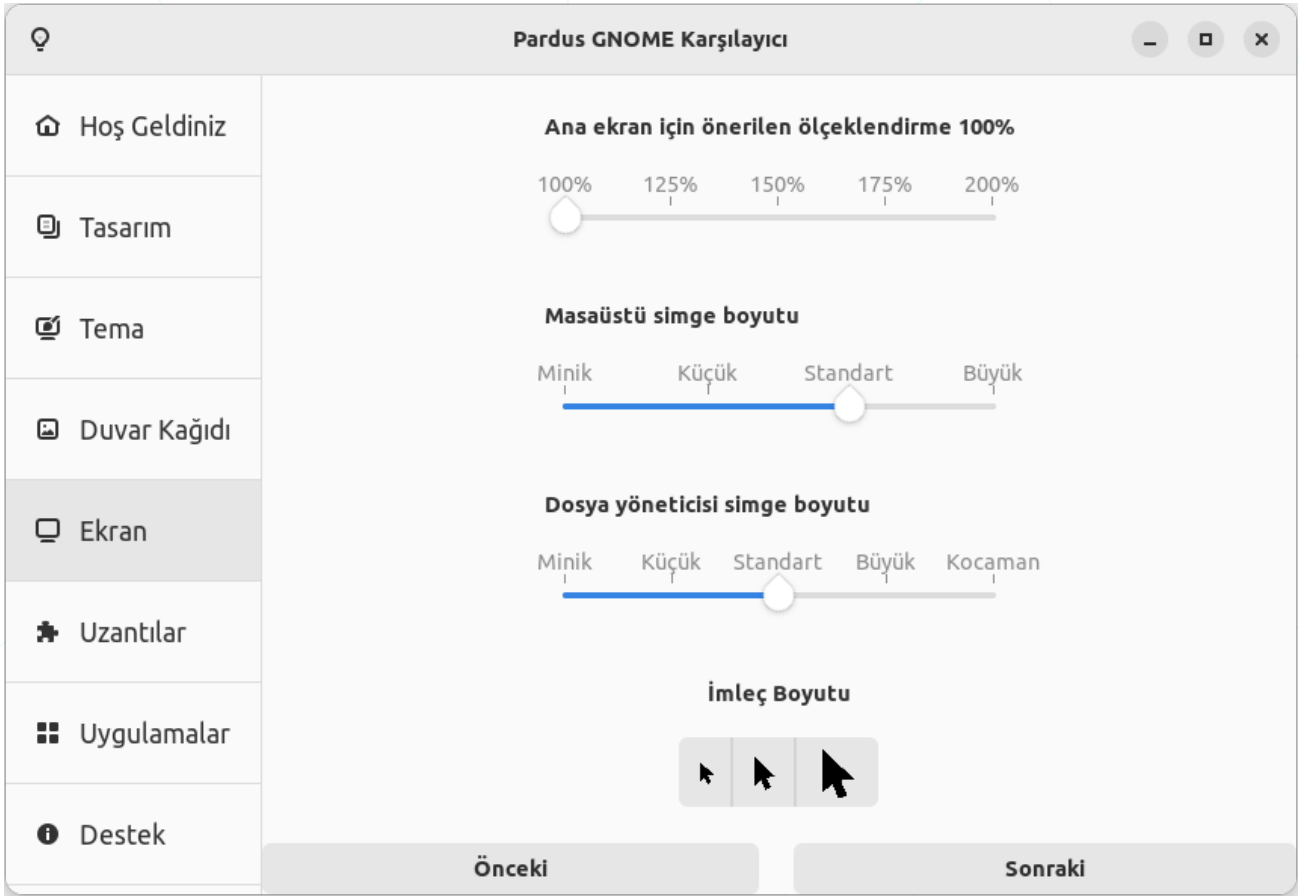 Pardus GNOME Karşılayıcı
Hoş Geldiniz
Tasarım
Tema
Duvar Kağıdı
Ekran
Uzantılar
Uygulamalar
Destek
Ana ekran için önerilen ölçeklendirme 100%
100% 125% 150% 175% 200%
Masaüstü simge boyutu
Minik Küçük Standart Büyük
Dosya yöneticisi simge boyutu
Minik Küçük Standart Büyük Kocaman
İmleç Boyutu
Önceki Sonraki